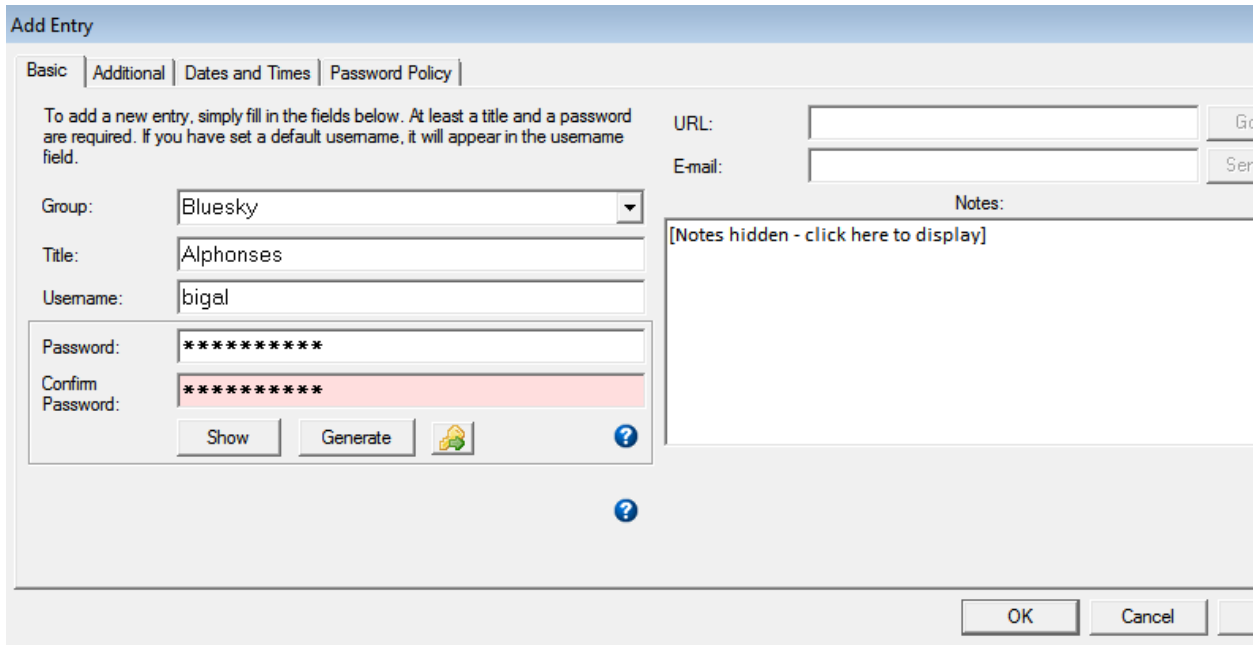 Add Entry
Basic Additional Dates and Times Password Policy
To add a new entry, simply fill in the fields below. At least a title and a password
are required. If you have set a default username, it will appear in the username
field.
Group: Bluesky
Title: Alphonses
Username: bigal
Password: **********
Confirm
Password: **********
Show Generate
URL:
E-mail:
Notes:
[Notes hidden - click here to display]
OK Cancel